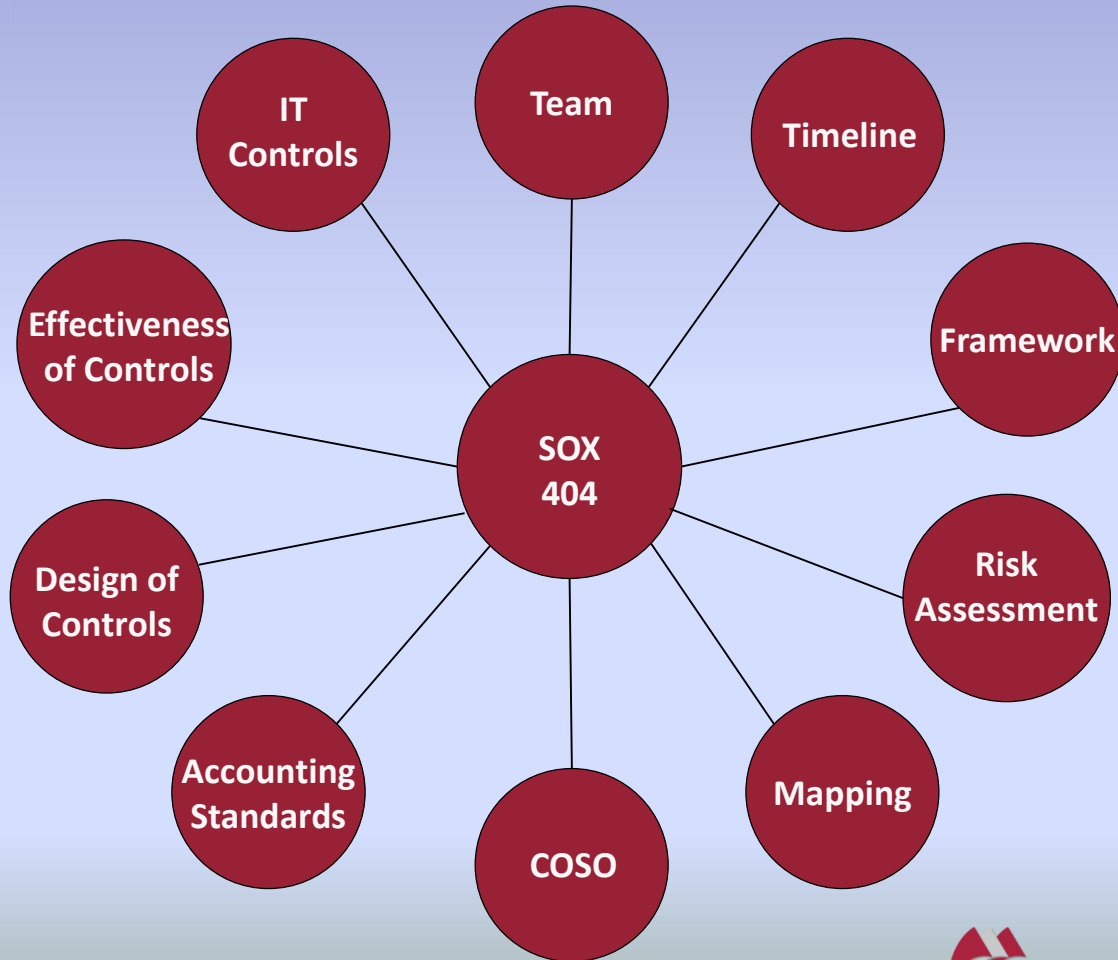 IT
Controls
Team
Timeline
Effectiveness
of Controls
Framework
SOX
404
Design of
Controls
Risk
Assessment
Accounting
Standards
Mapping
COSO